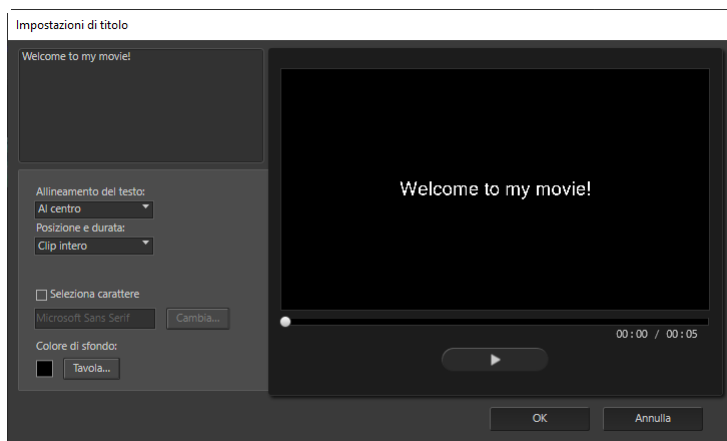 Impostazioni di titolo
Welcome to my movie!
Welcome to my movie!
Allineamento del testo:
Al centro
Posizione e durata:
Clip intero
Seleziona carattere
Microsoft Sans Serif
Cambia...
Colore di sfondo:
Tavola...
00:00 / 00:05
OK
Annulla